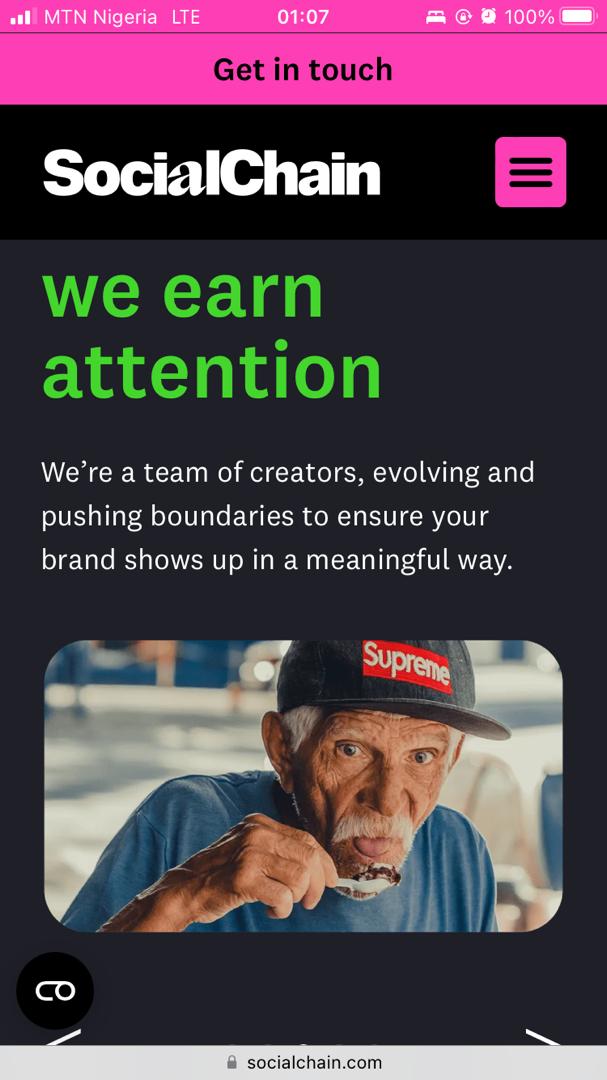 MTN Nigeria LTE 01:07 100%
Get in touch
SocialChain
we earn
attention
We’re a team of creators, evolving and
pushing boundaries to ensure your
brand shows up in a meaningful way.
Supreme
socialchain.com